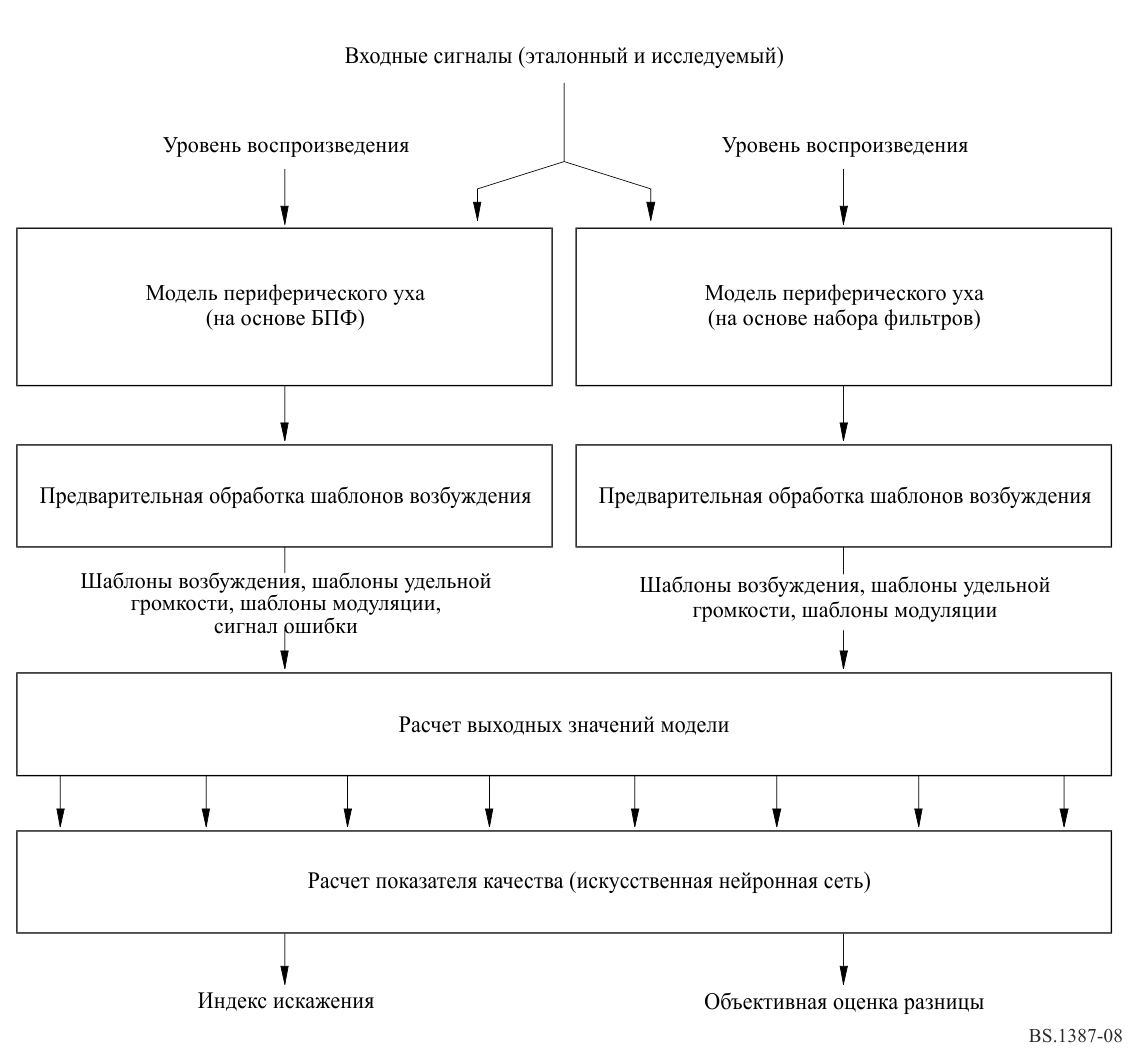 Входные сигналы (эталонный и исследуемый)
Уровень воспроизведения
Уровень воспроизведения
Модель периферического уха
(на основе БПФ)
Модель периферического уха
(на основе набора фильтров)
Предварительная обработка шаблонов возбуждения
Предварительная обработка шаблонов возбуждения
Шаблоны возбуждения, шаблоны удельной
громкости, шаблоны модуляции,
сигнал ошибки
Шаблоны возбуждения, шаблоны удельной
громкости, шаблоны модуляции
Расчет выходных значений модели
Расчет показателя качества (искусственная нейронная сеть)
Индекс искажения
Объективная оценка разницы
BS.1387-08